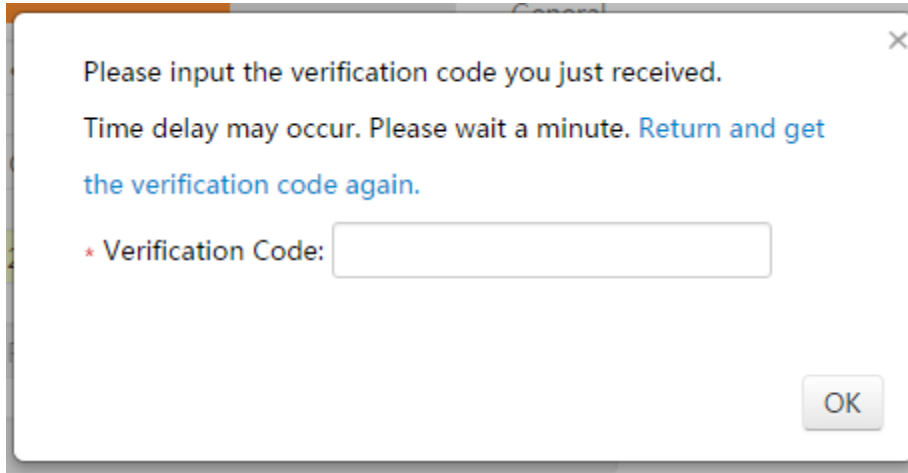 General
×
Please input the verification code you just received.
Time delay may occur. Please wait a minute. Return and get
the verification code again.
* Verification Code:
OK